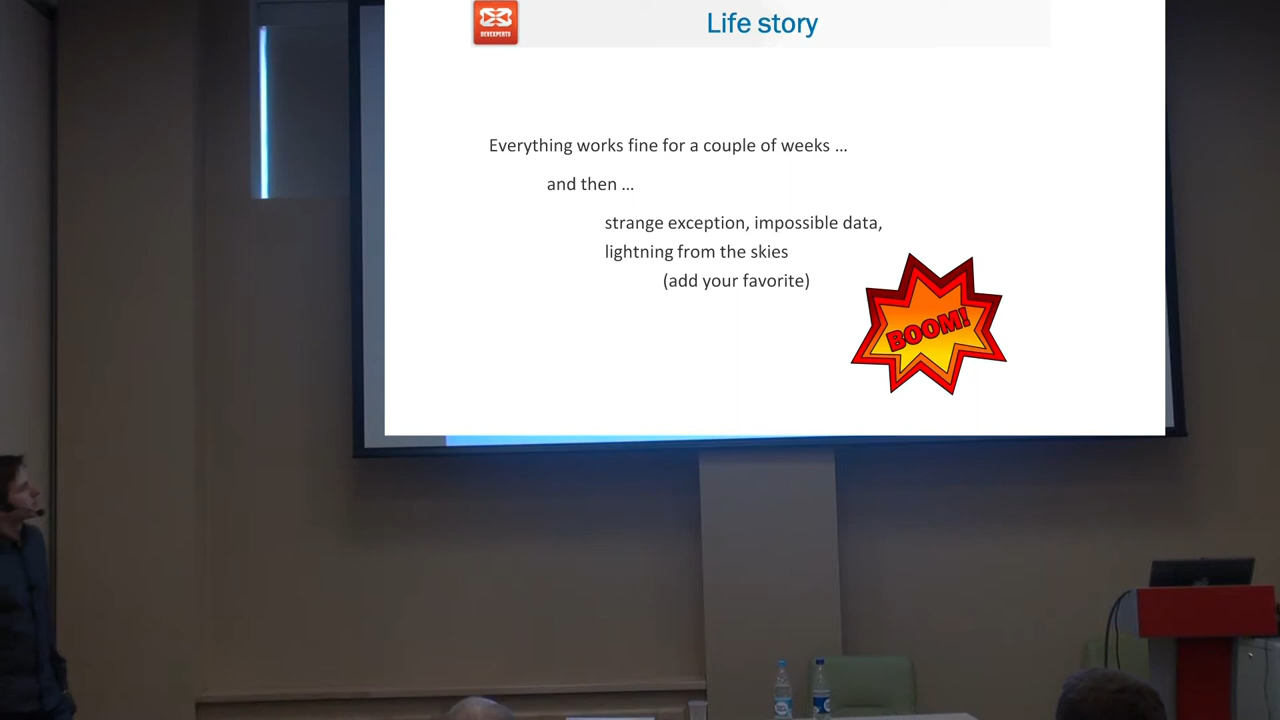 DEVEXPERTS
Life story
Everything works fine for a couple of weeks …
and then …
strange exception, impossible data,
lightning from the skies
(add your favorite)
BOOM!